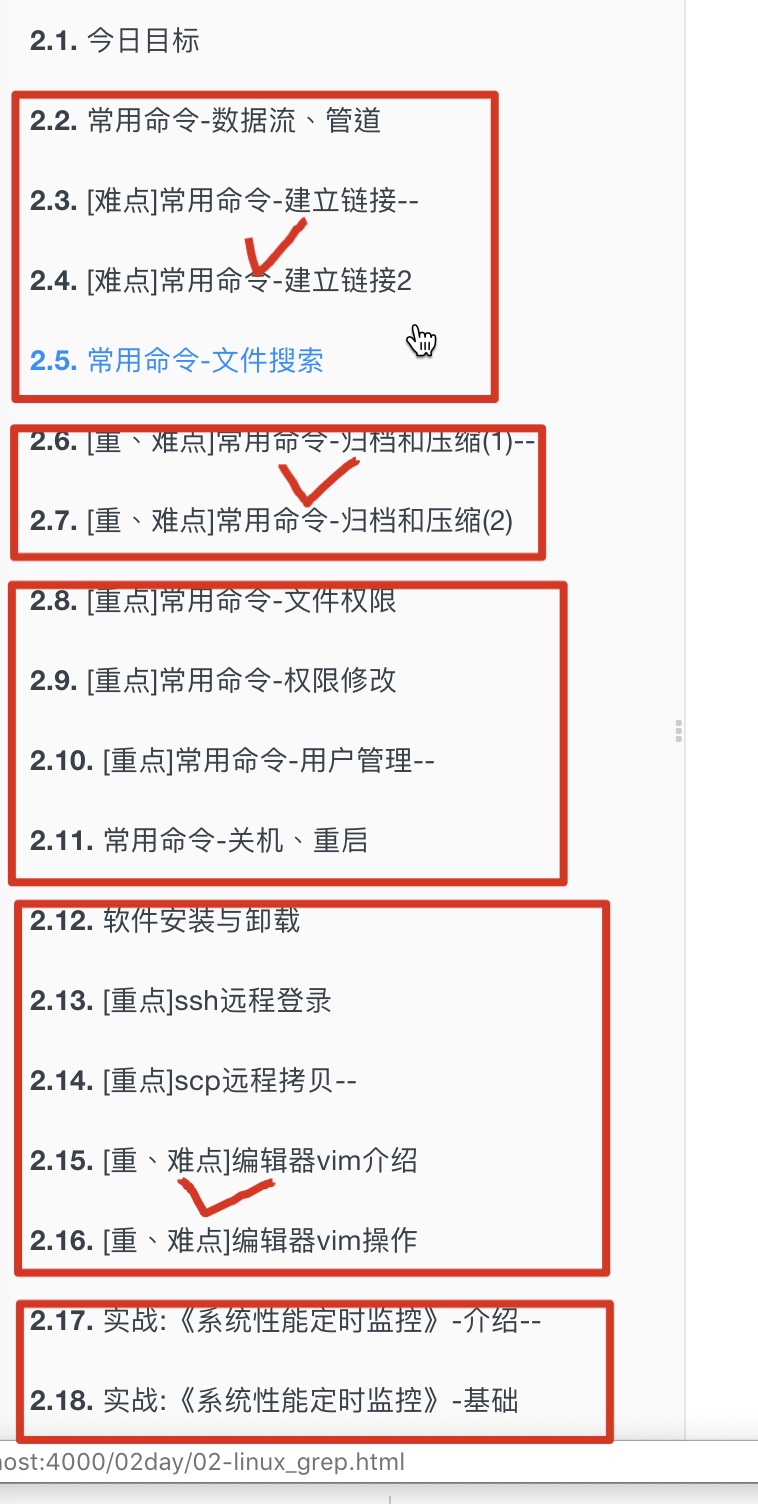 2.1. 今日目标
2.2. 常用命令-数据流、管道
2.3. [难点]常用命令-建立链接--
2.4. [难点]常用命令-建立链接2
2.5. 常用命令-文件搜索
2.6. [重、难点]常用命令-归档和压缩(1)--
2.7. [重、难点]常用命令-归档和压缩(2)
2.8. [重点]常用命令-文件权限
2.9. [重点]常用命令-权限修改
2.10. [重点]常用命令-用户管理--
2.11. 常用命令-关机、重启
2.12. 软件安装与卸载
2.13. [重点]ssh远程登录
2.14. [重点]scp远程拷贝--
2.15. [重、难点]编辑器vim介绍
2.16. [重、难点]编辑器vim操作
2.17. 实战:《系统性能定时监控》-介绍--
2.18. 实战:《系统性能定时监控》-基础
ost:4000/02day/02-linux_grep.html